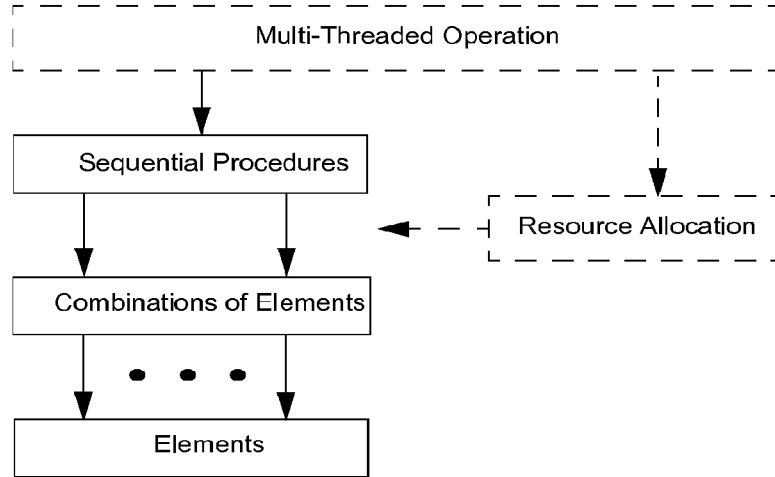 Multi-Threaded Operation
Sequential Procedures
Resource Allocation
Combinations of Elements
Elements